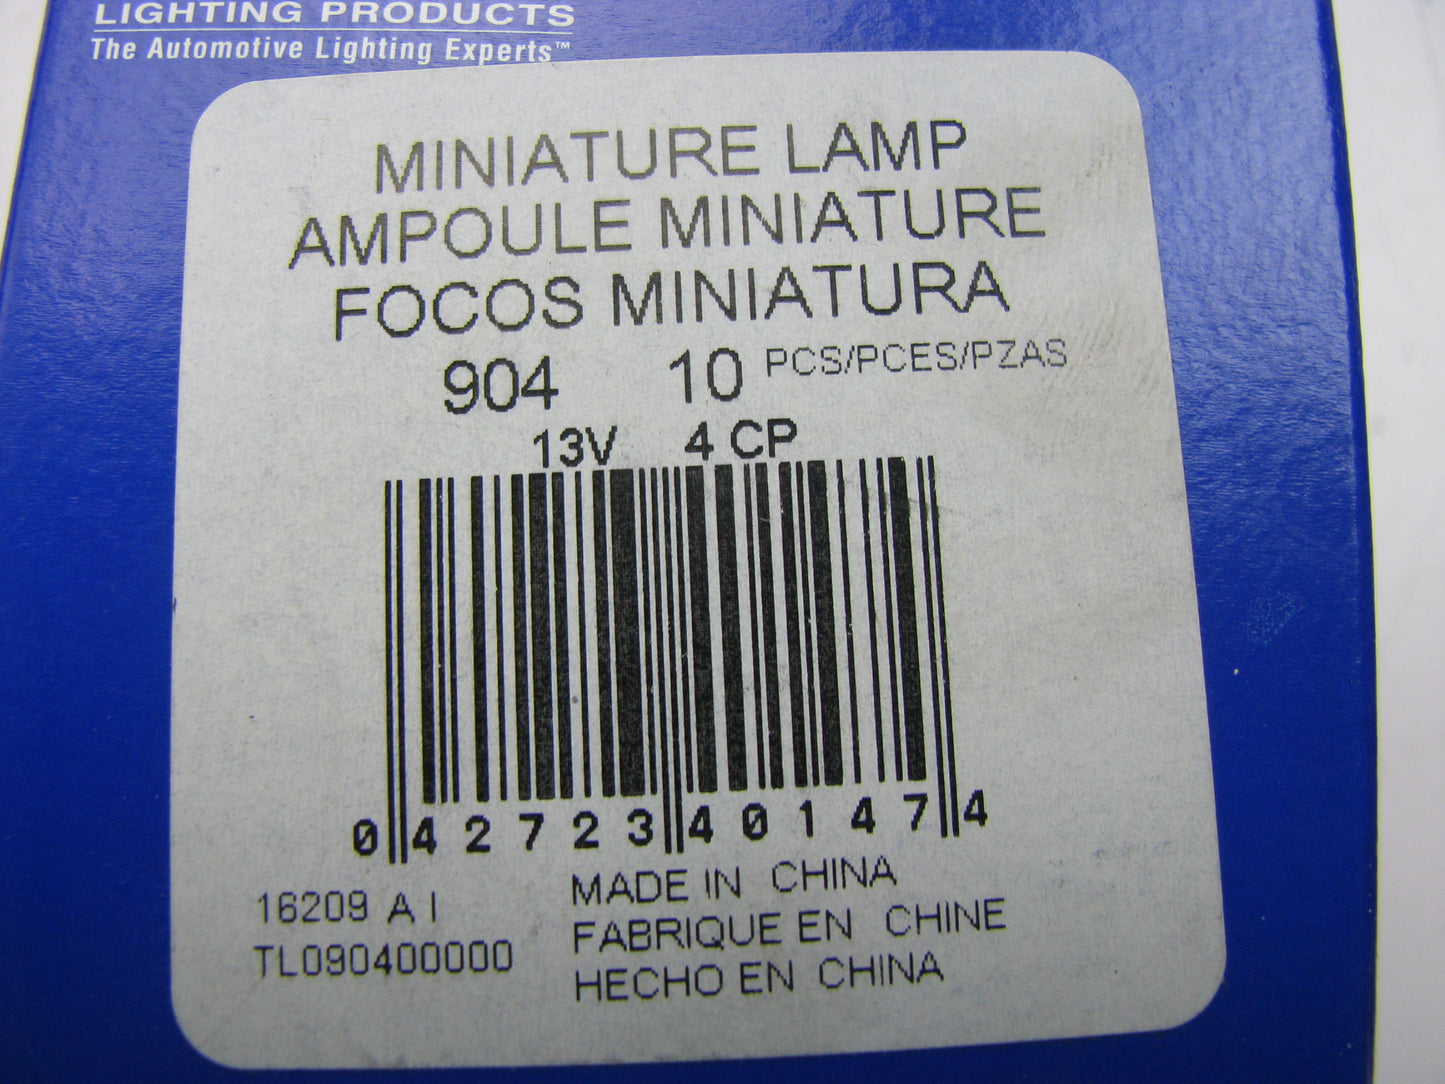 LIGHTING PRODUCTS
The Automotive Lighting Experts™
MINIATURE LAMP
AMPOULE MINIATURE
FOCOS MINIATURA
904 10 PCS/PCES/PZAS
13V 4 CP
0 42723 40147 4
16209 A I
TL090400000
MADE IN CHINA
FABRIQUE EN CHINE
HECHO EN CHINA